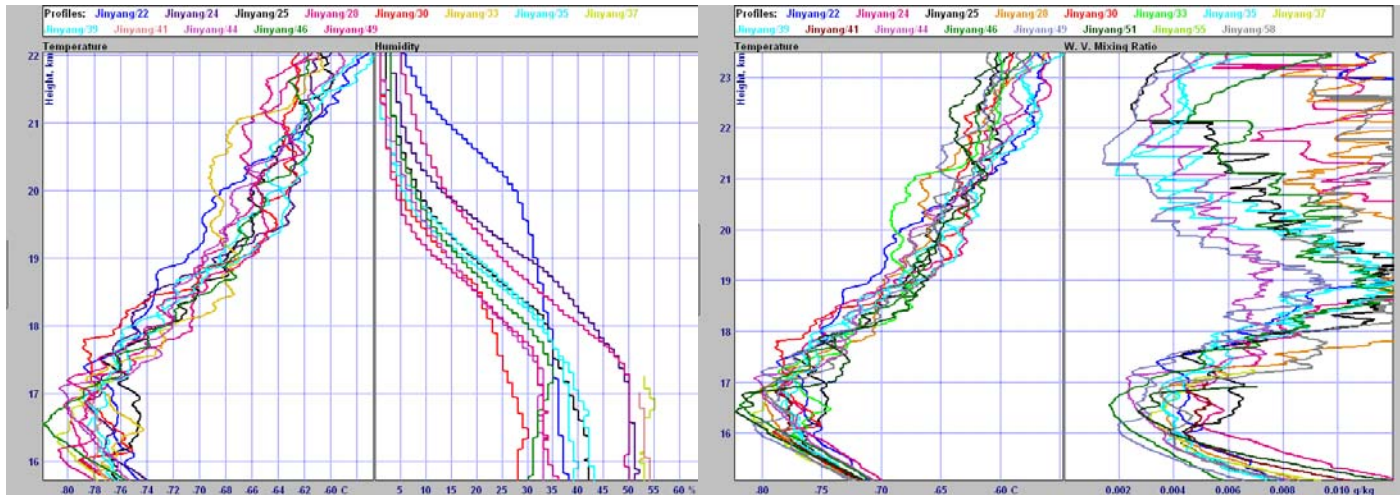 Profiles: Jinyang/22 Jinyang/24 Jinyang/25 Jinyang/28 Jinyang/30 Jinyang/33 Jinyang/35 Jinyang/37
Jinyang/39 Jinyang/41 Jinyang/44 Jinyang/46 Jinyang/49
Temperature Humidity
Height, km
22
21
20
19
18
17
16
-80 -78 -76 -74 -72 -70 -68 -66 -64 -62 -60 C 5 10 15 20 25 30 35 40 45 50 55 60 %
Profiles: Jinyang/22 Jinyang/24 Jinyang/25 Jinyang/28 Jinyang/30 Jinyang/33 Jinyang/35 Jinyang/37
Jinyang/39 Jinyang/41 Jinyang/44 Jinyang/46 Jinyang/49 Jinyang/51 Jinyang/55 Jinyang/58
Temperature W. V. Mixing Ratio
Height, km
23
22
21
20
19
18
17
16
-80 -75 -70 -65 -60 C 0.002 0.004 0.006 0.008 0.010 g/kg